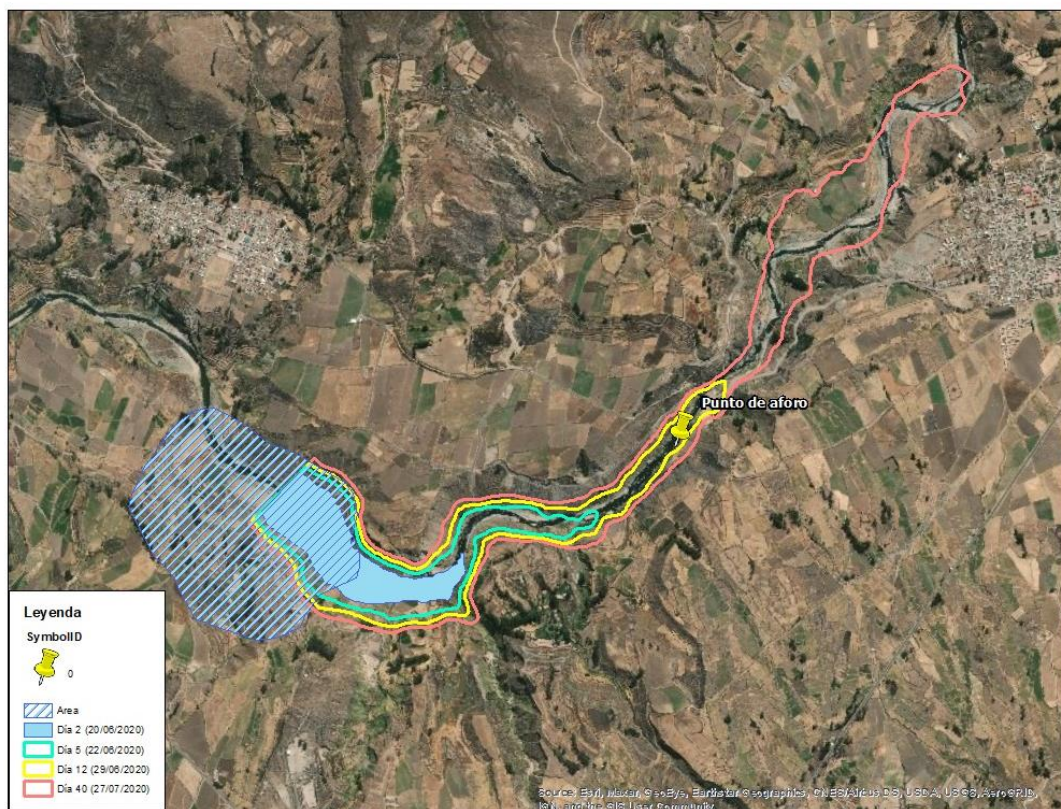 Punto de aforo
Leyenda
SymbolID
0
Area
Día 2 (20/06/2020)
Día 5 (22/06/2020)
Día 12 (29/06/2020)
Día 40 (27/07/2020)
Source: Esri, Maxar, GeoEye, Earthstar Geographics, CNES/Airbus DS, USDA, USGS, AeroGRID,
IGN, and the GIS User Community